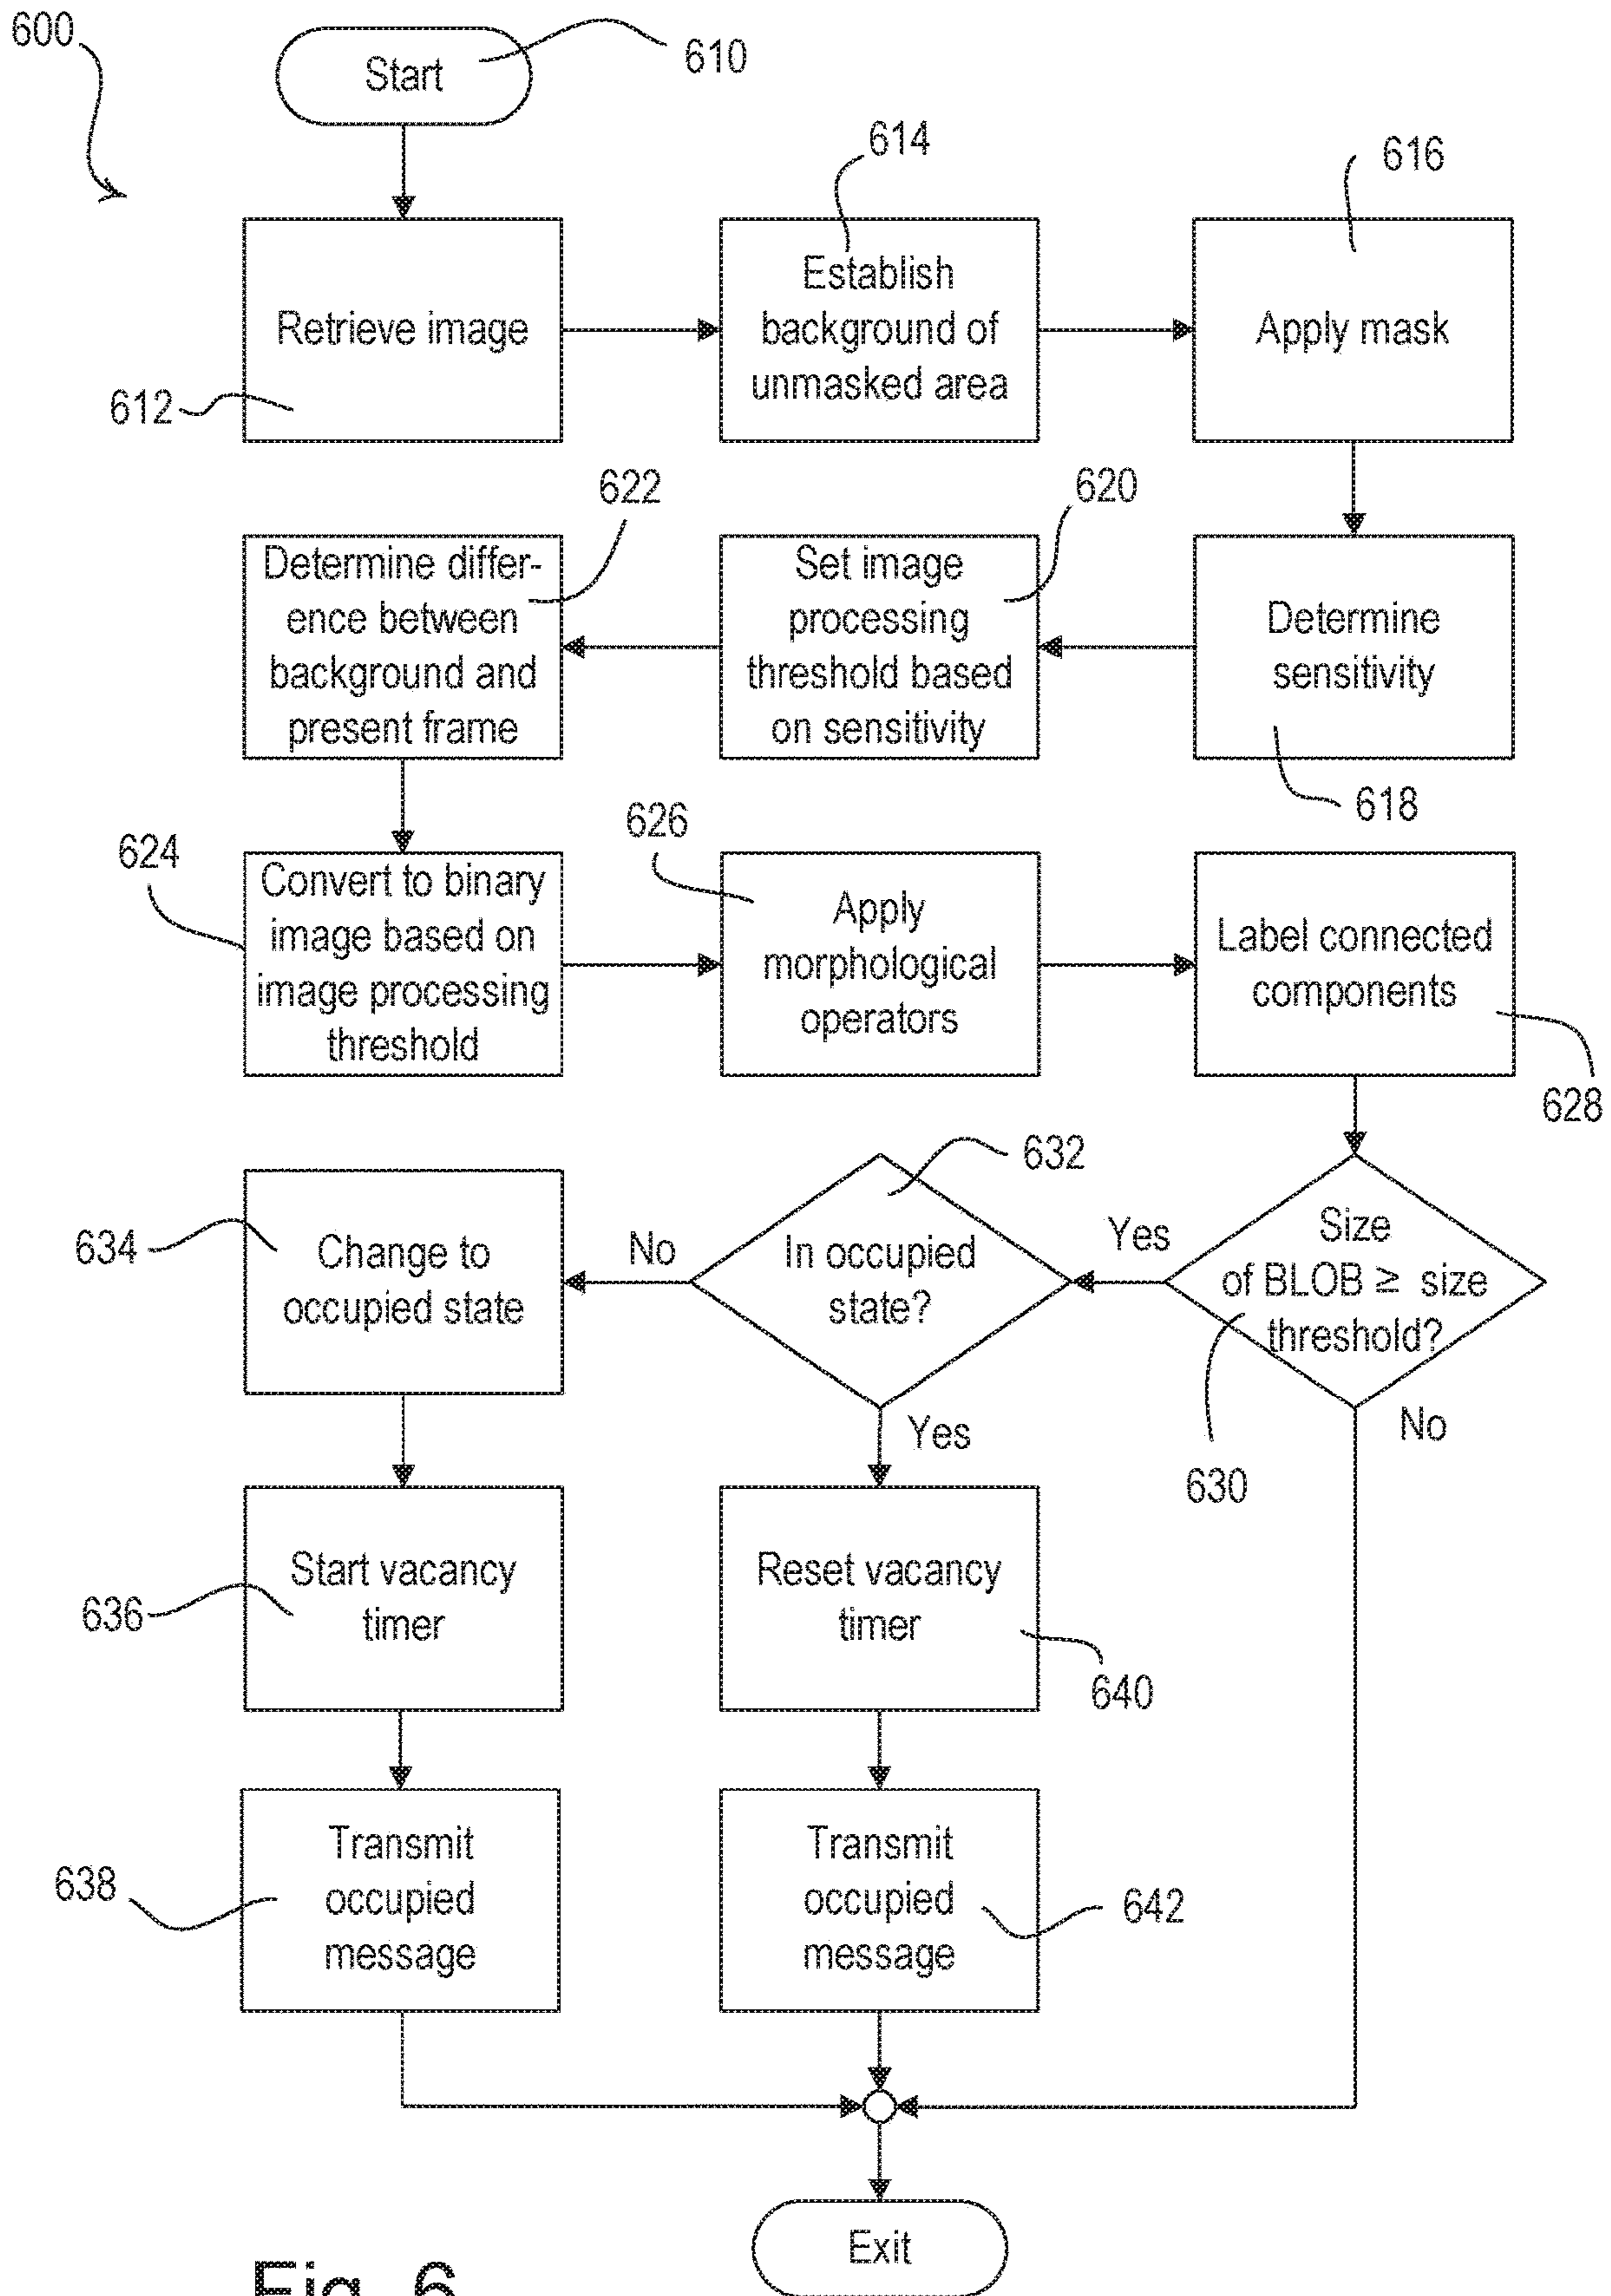 600
Start
610
614
616
Retrieve image
612
Establish
background of
unmasked area
Apply mask
622
620
Determine differ-
ence between
background and
present frame
Set image
processing
threshold based
on sensitivity
Determine
sensitivity
618
624
626
Convert to binary
image based on
image processing
threshold
Apply
morphological
operators
Label connected
components
628
632
634
Change to
occupied state
No
In occupied
state?
Yes
Size
of BLOB ≥ size
threshold?
Yes
No
630
636
Start vacancy
timer
Reset vacancy
timer
640
638
Transmit
occupied
message
Transmit
occupied
message
642
Exit
Fig. 6